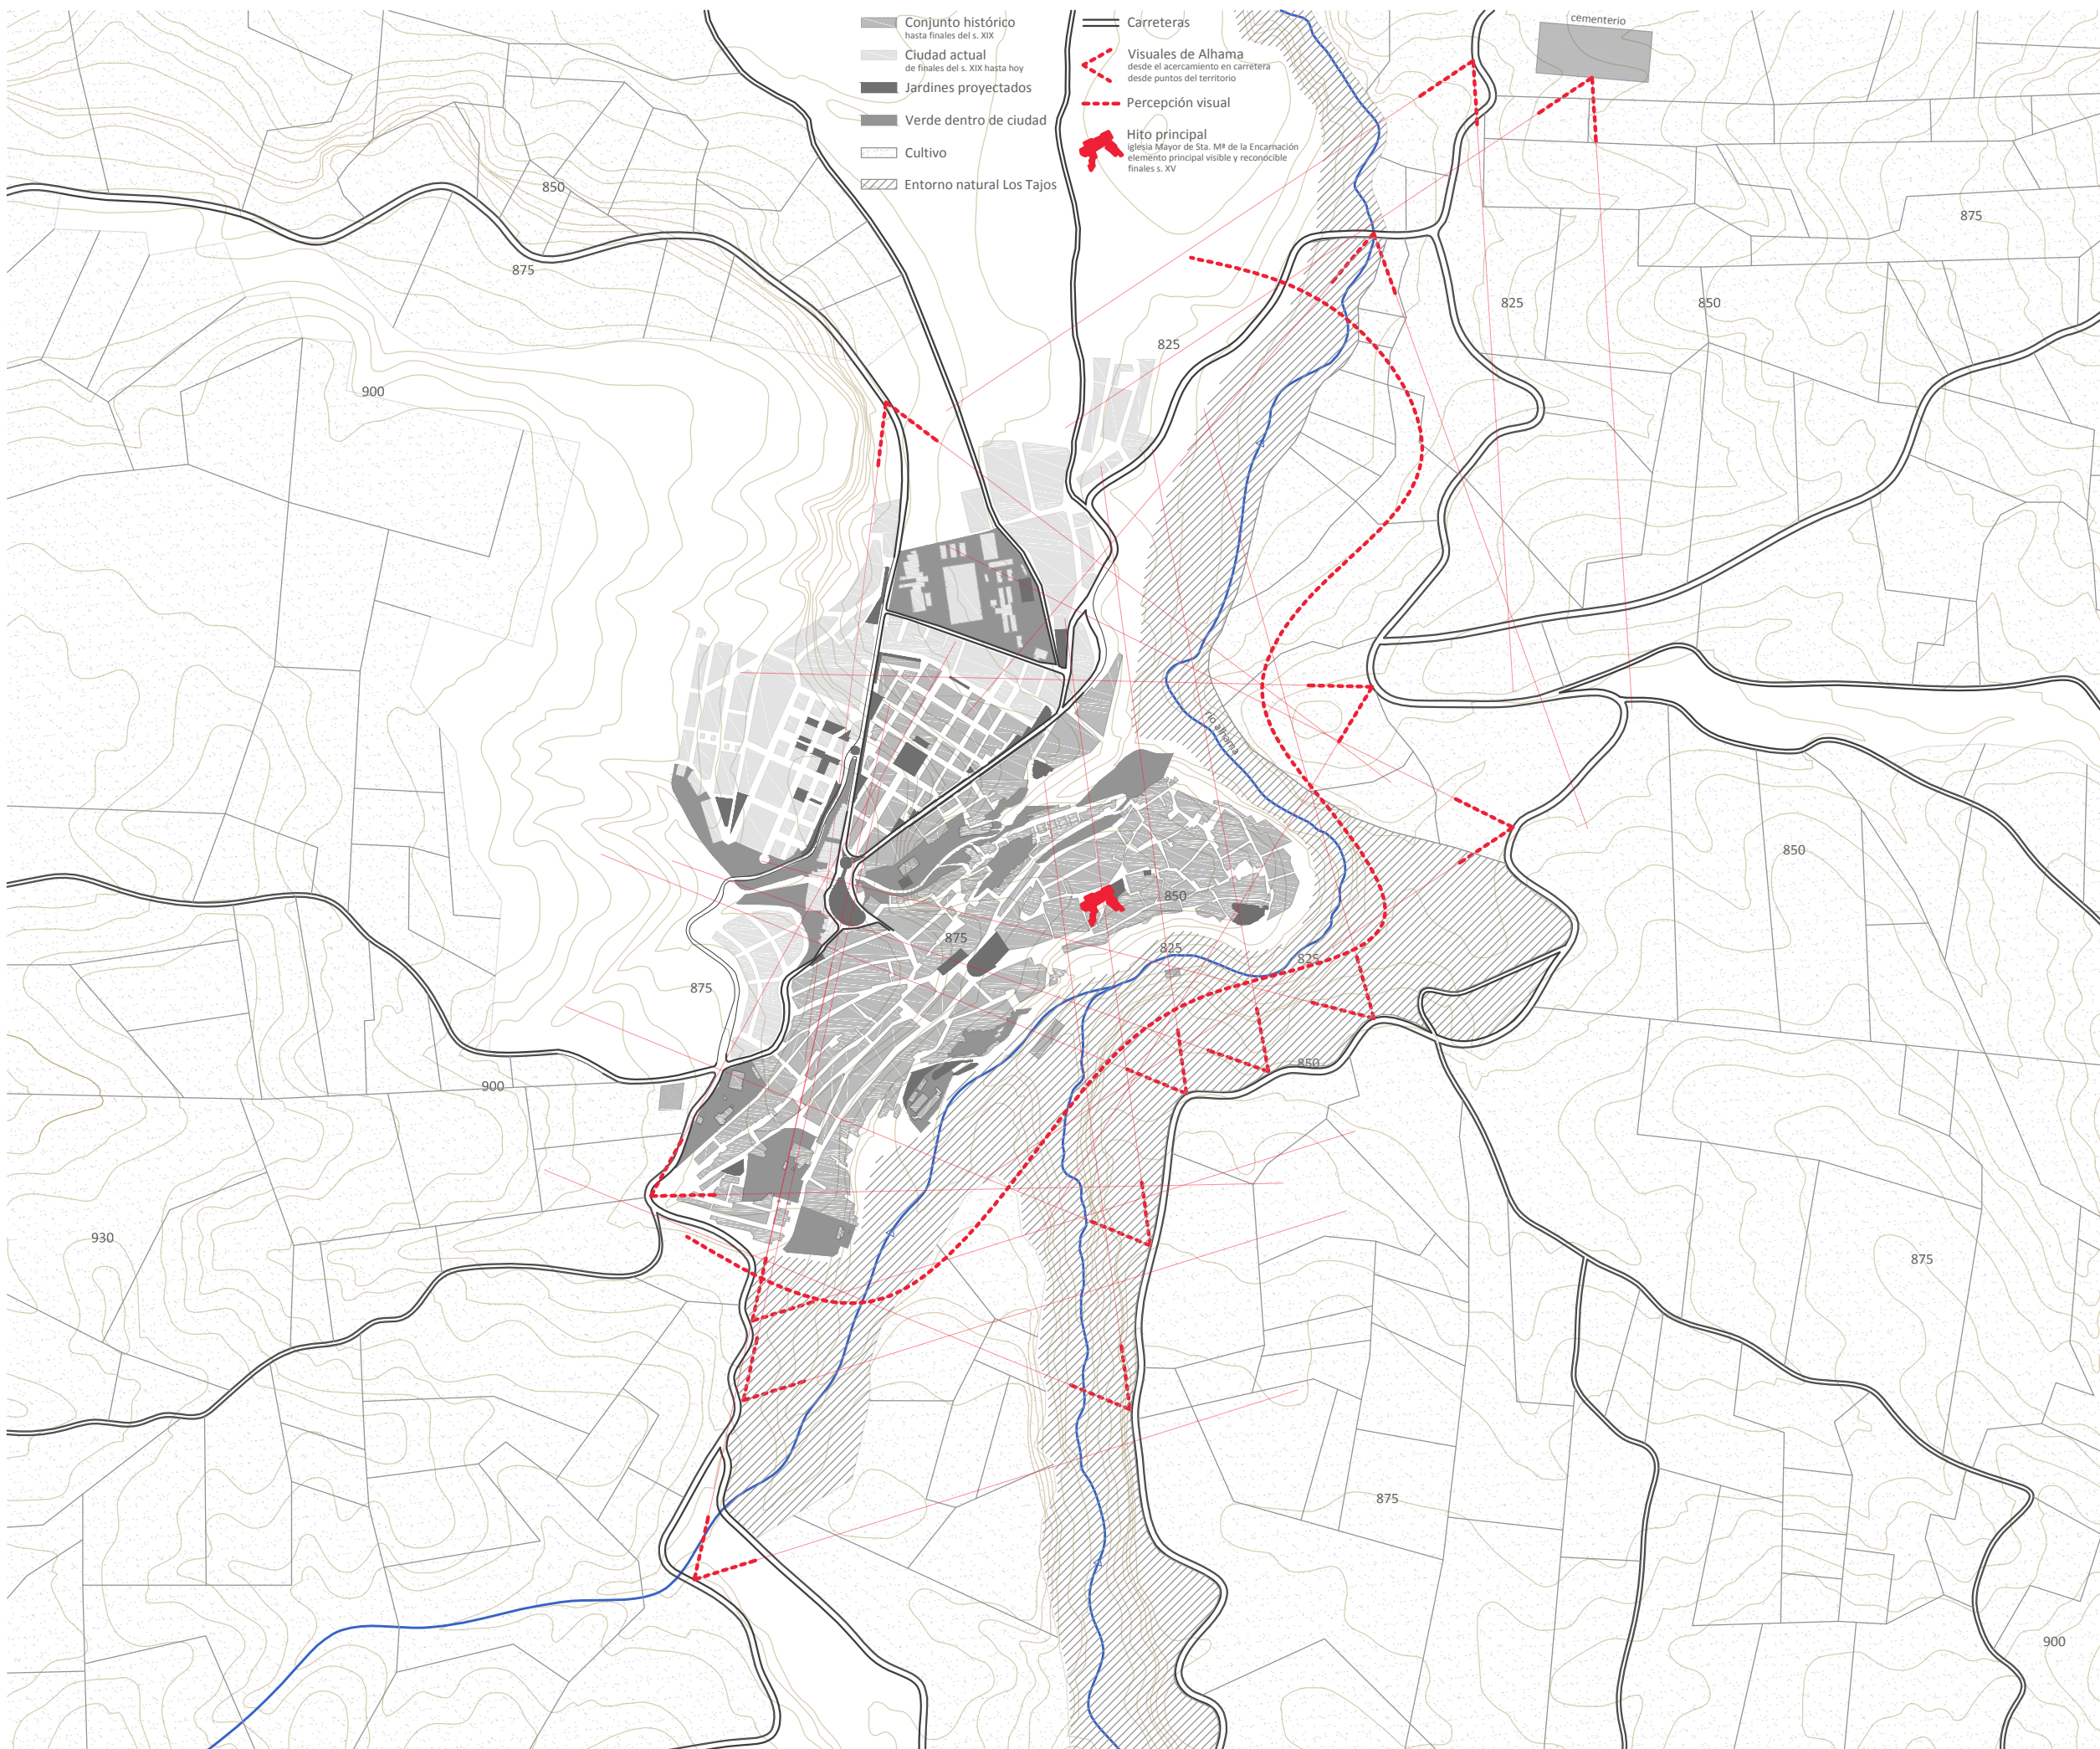 Conjunto histórico
hasta finales del s. XIX
Ciudad actual
de finales del s. XIX hasta hoy
Jardines proyectados
Verde dentro de ciudad
Cultivo
Entorno natural Los Tajos
Carreteras
Visuales de Alhama
desde el acercamiento en carretera
desde puntos del territorio
Percepción visual
Hito principal
iglesia Mayor de Sta. Mª de la Encarnación
elemento principal visible y reconocible
finales s. XV
cementerio
850
875
875
825
850
825
900
río alhama
850
850
875
825
825
875
850
900
930
875
875
900